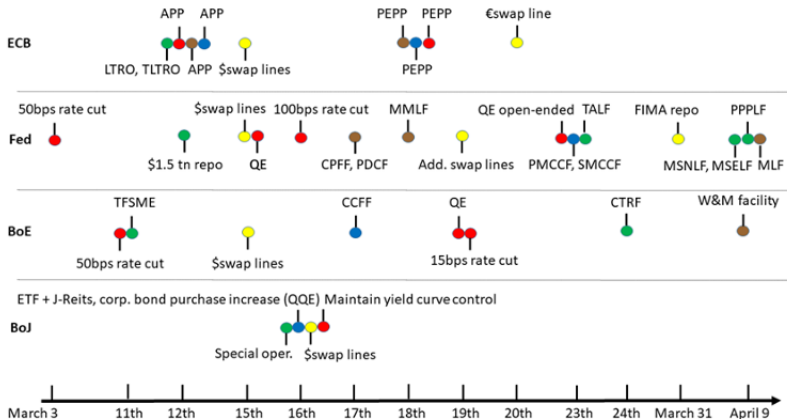 APP APP PEPP PEPP €swap line
ECB
LTRO, TLTRO APP $swap lines PEPP
50bps rate cut $swap lines 100bps rate cut MMLF QE open-ended TALF FIMA repo PPPLF
Fed
$1.5 tn repo QE CPFF, PDCF Add. swap lines PMCCF, SMCCF MSNLF, MSELF MLF
TFSME CCFF QE CTRF W&M facility
BoE
50bps rate cut $swap lines 15bps rate cut
ETF + J-Reits, corp. bond purchase increase (QQE) Maintain yield curve control
BoJ
Special oper. $swap lines
March 3 11th 12th 15th 16th 17th 18th 19th 20th 23th 24th March 31 April 9